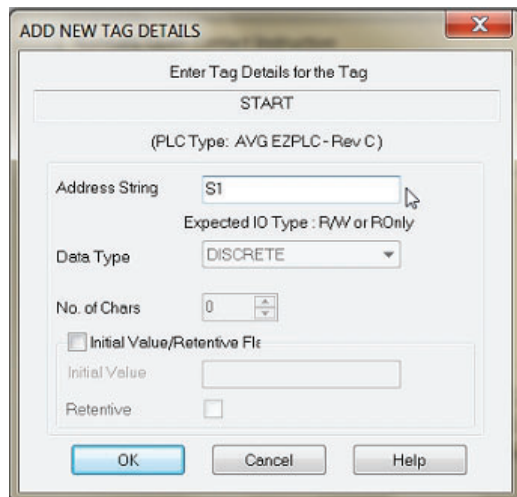 ADD NEW TAG DETAILS
Enter Tag Details for the Tag
START
(PLC Type: AVG EZPLC - Rev C)
Address String S1
Expected IO Type : R/W or ROnly
Data Type DISCRETE
No. of Chars 0
Initial Value/Retentive Fla
Initial Value
Retentive
OK Cancel Help